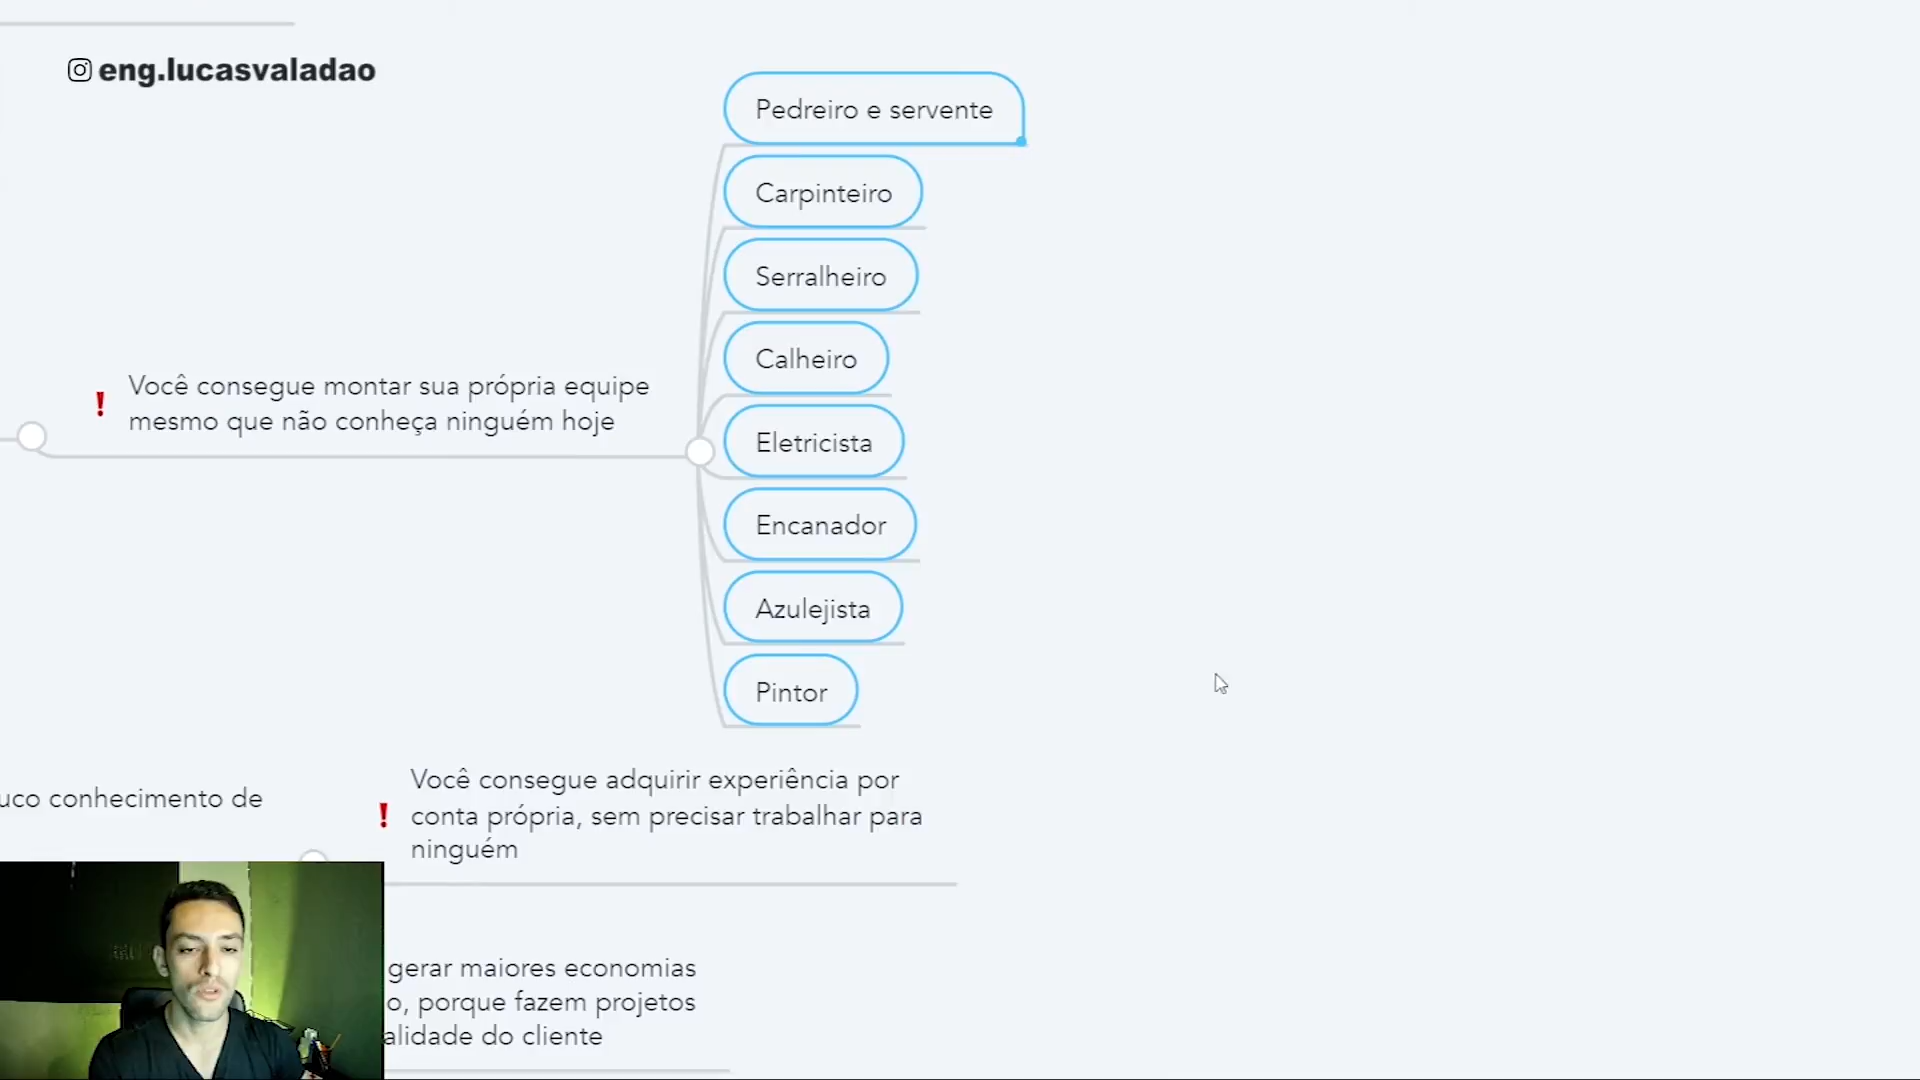 eng.lucasvaladao
Pedreiro e servente
Carpinteiro
Serralheiro
Calheiro
Você consegue montar sua própria equipe
mesmo que não conheça ninguém hoje
Eletricista
Encanador
Azulejista
Pintor
conhecimento de
Você consegue adquirir experiência por
conta própria, sem precisar trabalhar para
ninguém
gerar maiores economias
o, porque fazem projetos
do cliente